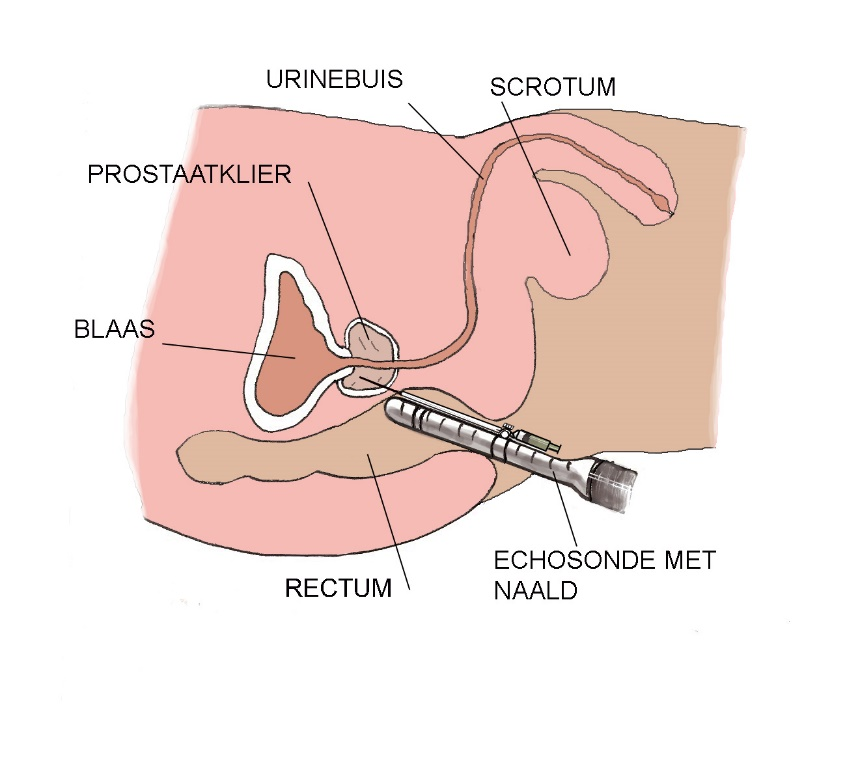 URINEBUIS
SCROTUM
PROSTAATKLIER
BLAAS
ECHOSONDE MET
NAALD
RECTUM